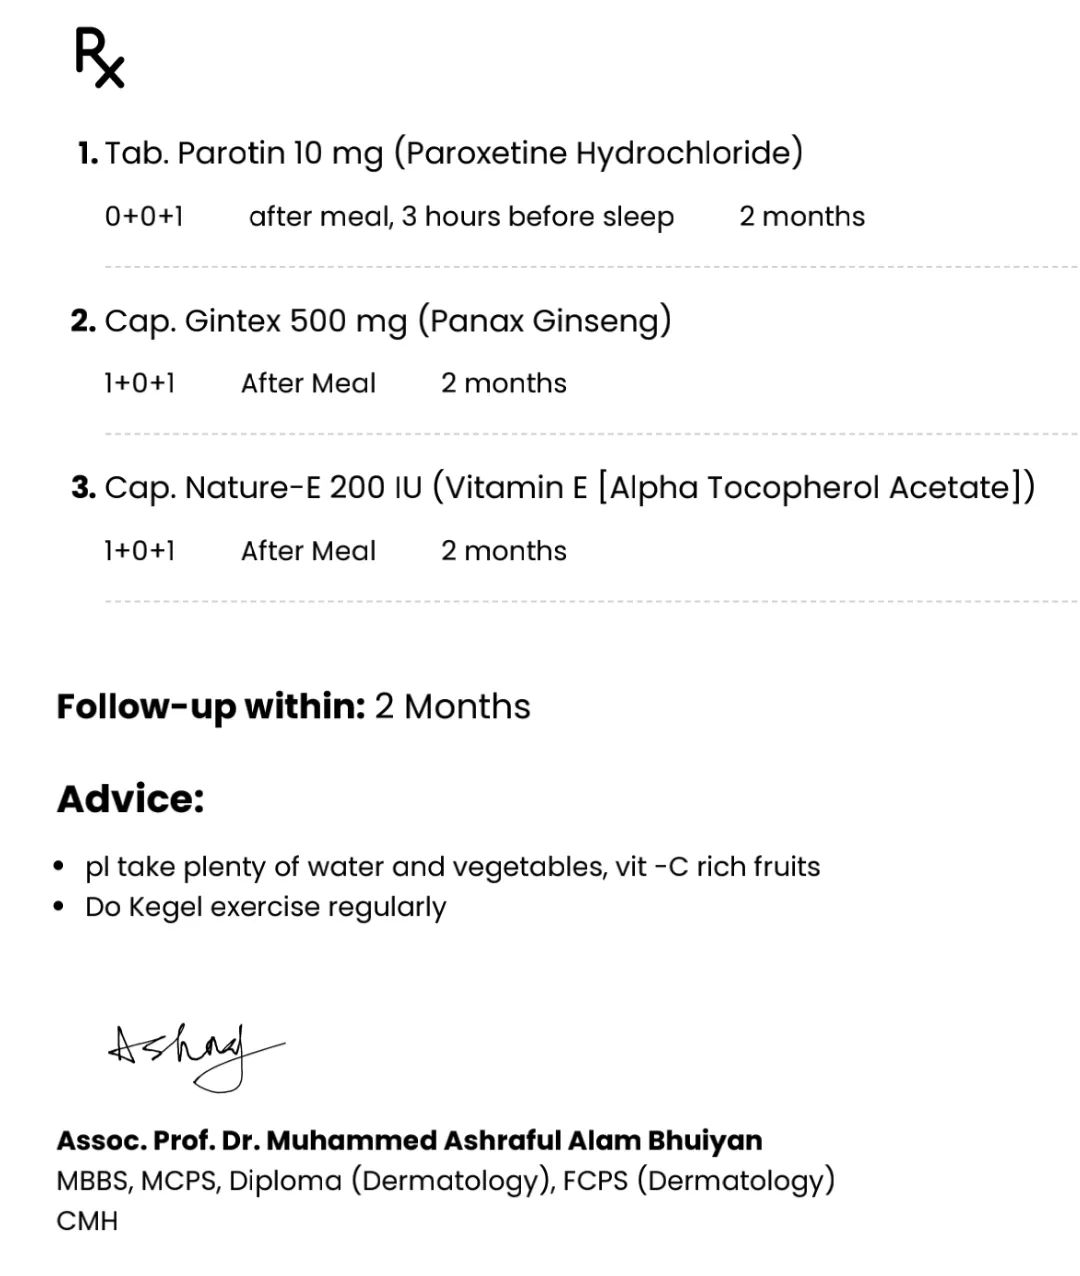 Rx
1. Tab. Parotin 10 mg (Paroxetine Hydrochloride)
0+0+1 after meal, 3 hours before sleep 2 months
2. Cap. Gintex 500 mg (Panax Ginseng)
1+0+1 After Meal 2 months
3. Cap. Nature-E 200 IU (Vitamin E [Alpha Tocopherol Acetate])
1+0+1 After Meal 2 months
Follow-up within: 2 Months
Advice:
• pl take plenty of water and vegetables, vit -C rich fruits
• Do Kegel exercise regularly
Assoc. Prof. Dr. Muhammed Ashraful Alam Bhuiyan
MBBS, MCPS, Diploma (Dermatology), FCPS (Dermatology)
CMH